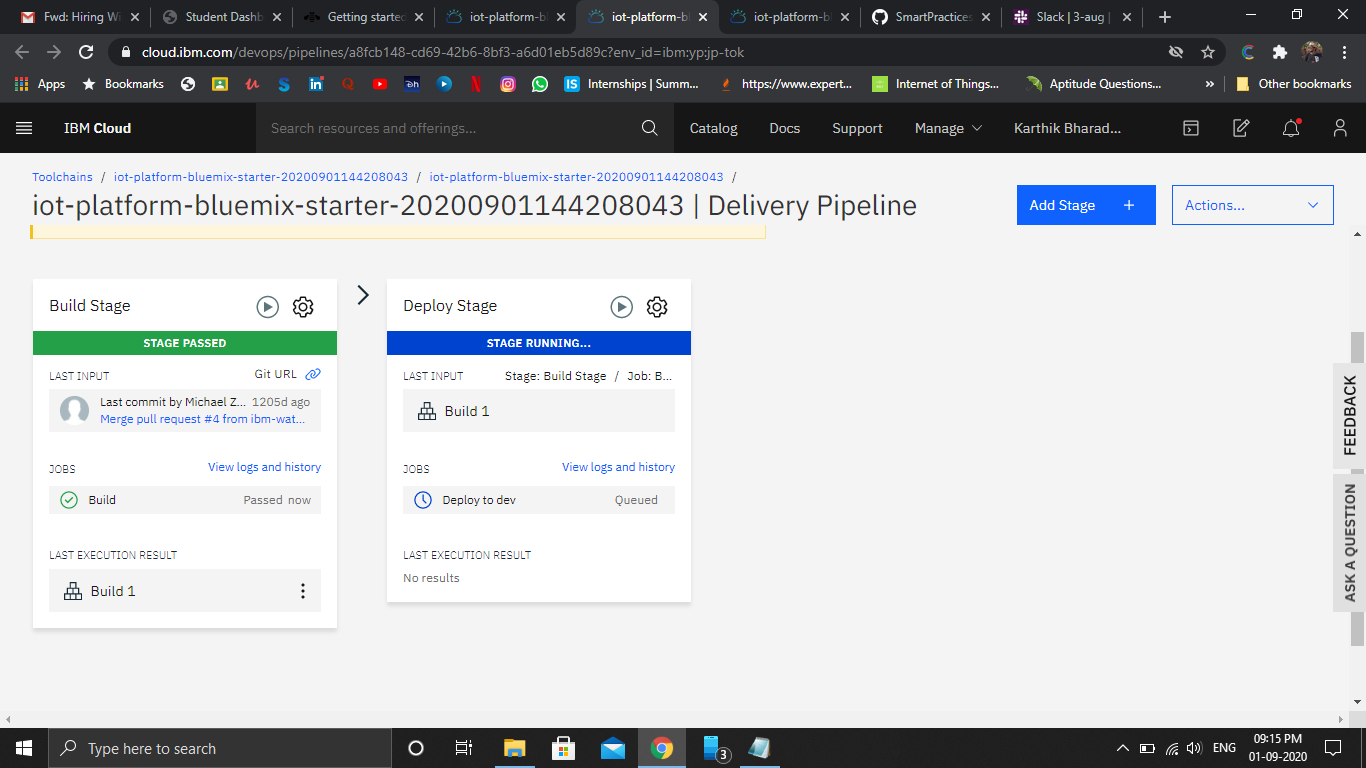 Fwd: Hiring Wi
Student Dashb
Getting started
iot-platform-bl
iot-platform-bl
iot-platform-bl
SmartPractices
Slack | 3-aug |
cloud.ibm.com/devops/pipelines/a8fcb148-cd69-42b6-8bf3-a6d01eb5d89c?env_id=ibm:yp:jp-tok
Apps
Bookmarks
Internships | Summ...
https://www.expert...
Internet of Things...
Aptitude Questions...
»
Other bookmarks
IBM Cloud
Search resources and offerings...
Catalog
Docs
Support
Manage
Karthik Bharad...
Toolchains / iot-platform-bluemix-starter-20200901144208043 / iot-platform-bluemix-starter-20200901144208043 /
iot-platform-bluemix-starter-20200901144208043 | Delivery Pipeline
Add Stage +
Actions...
Build Stage
STAGE PASSED
LAST INPUT
Git URL
Last commit by Michael Z... 1205d ago
Merge pull request #4 from ibm-wat...
JOBS
View logs and history
Build
Passed now
LAST EXECUTION RESULT
Build 1
Deploy Stage
STAGE RUNNING...
LAST INPUT
Stage: Build Stage / Job: B...
Build 1
JOBS
View logs and history
Deploy to dev
Queued
LAST EXECUTION RESULT
No results
FEEDBACK
ASK A QUESTION
Type here to search
3
ENG
09:15 PM
01-09-2020